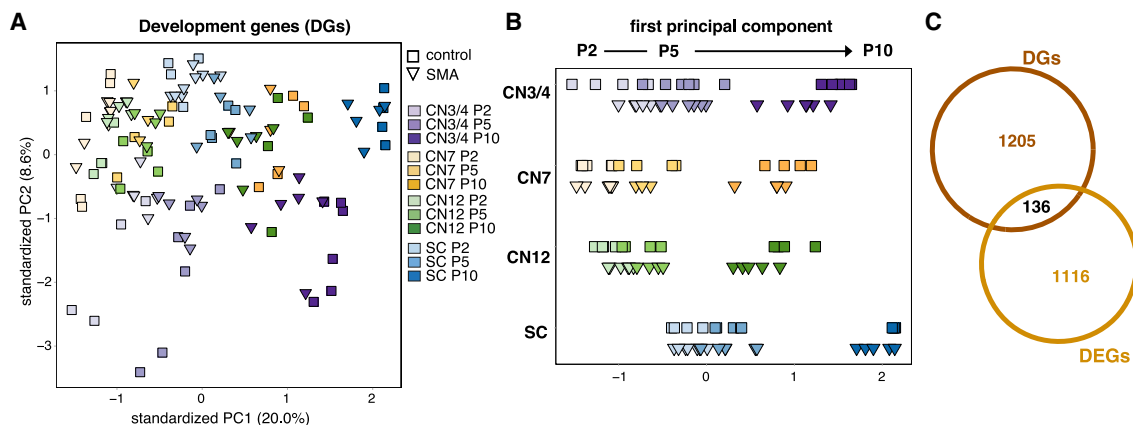 A
Development genes (DGs)
standardized PC2 (8.6%)
1
0
−1
−2
−3
−1
0
1
2
standardized PC1 (20.0%)
control
SMA
CN3/4 P2
CN3/4 P5
CN3/4 P10
CN7 P2
CN7 P5
CN7 P10
CN12 P2
CN12 P5
CN12 P10
SC P2
SC P5
SC P10
B
first principal component
P2 P5 P10
CN3/4
CN7
CN12
SC
−1
0
1
2
C
DGs
1205
136
1116
DEGs